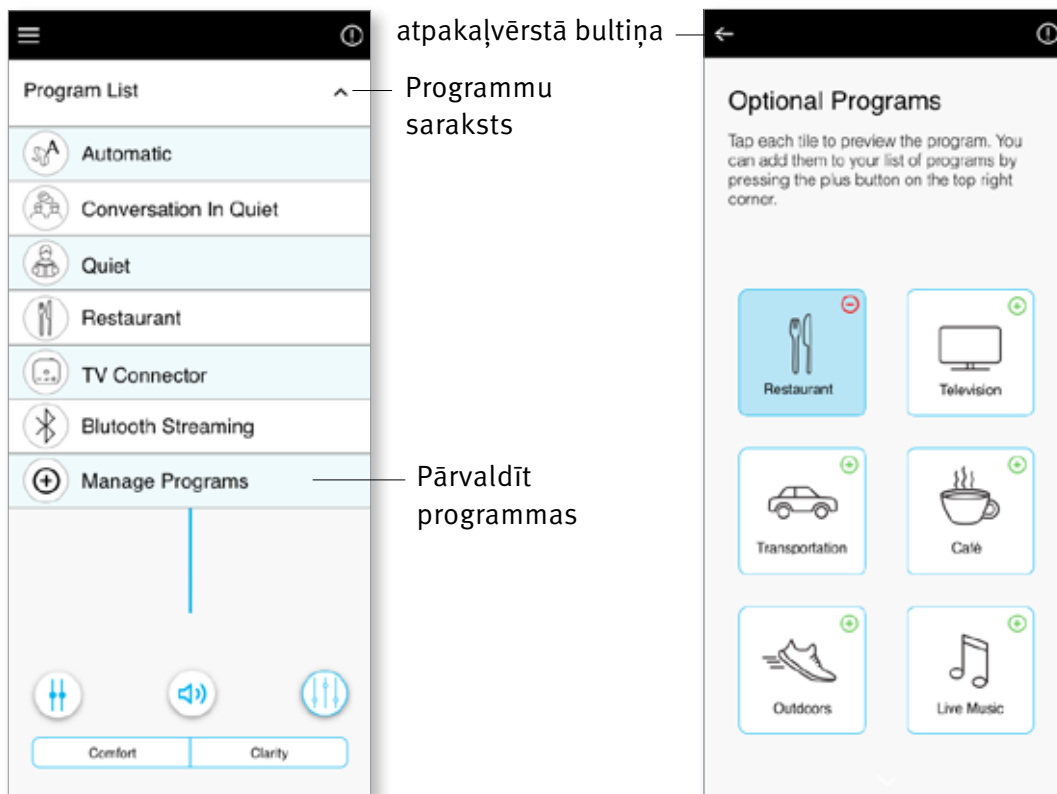 Program List
Automatic
Conversation In Quiet
Quiet
Restaurant
TV Connector
Blutooth Streaming
Manage Programs
Comfort
Clarity
atpakaļvērstā bultiņa
Programmu
saraksts
Pārvaldīt
programmas
Optional Programs
Tap each tile to preview the program. You
can add them to your list of programs by
pressing the plus button on the top right
corner.
Restaurant
Television
Transportation
Café
Outdoors
Live Music